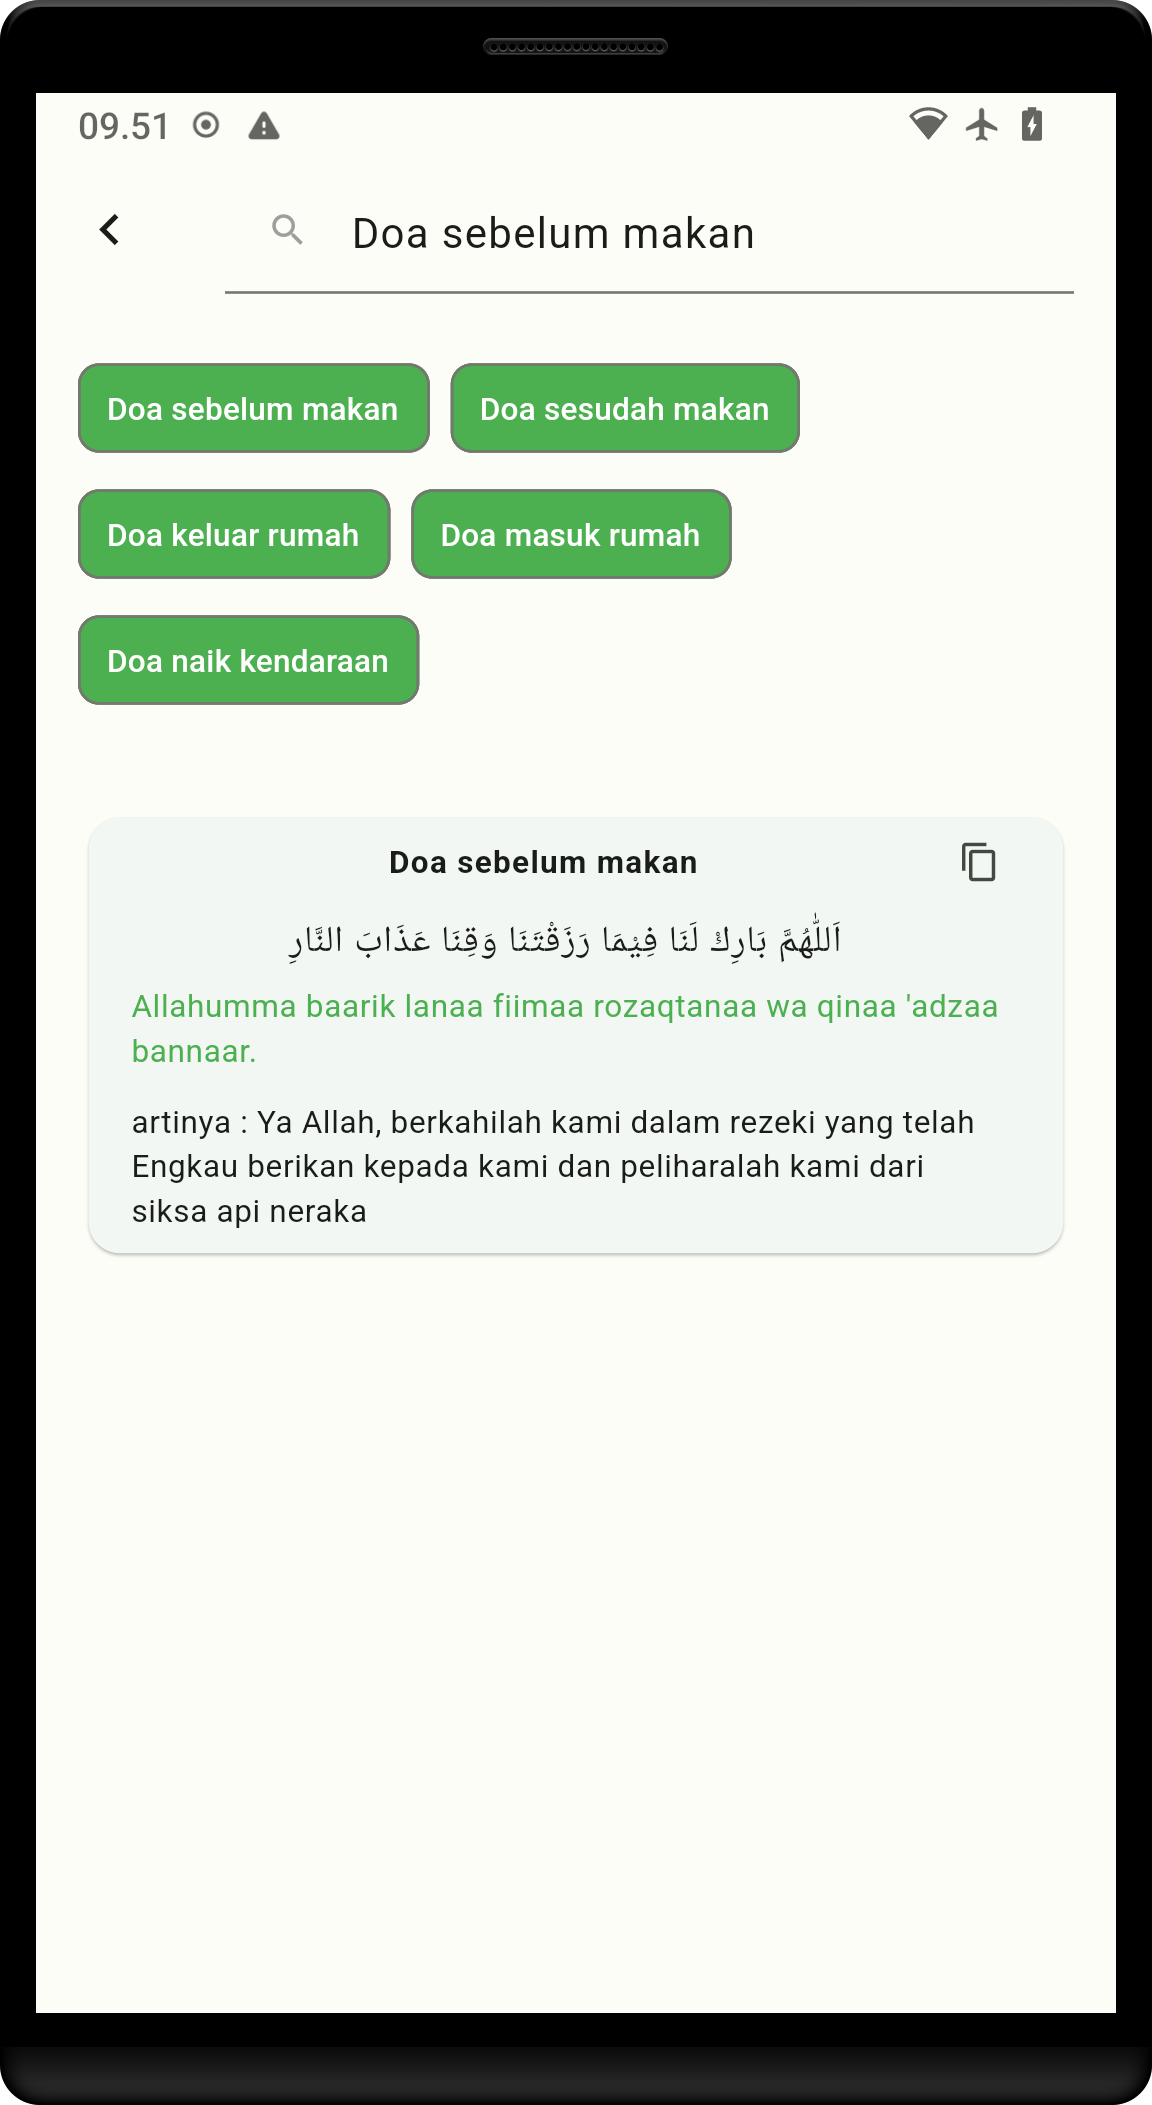 09.51
Doa sebelum makan
Doa sebelum makan
Doa sesudah makan
Doa keluar rumah
Doa masuk rumah
Doa naik kendaraan
Doa sebelum makan
اَللّٰهُمَّ بَارِكْ لَنَا فِيْمَا رَزَقْتَنَا وَقِنَا عَذَابَ النَّارِ
Allahumma baarik lanaa fiimaa rozaqtanaa wa qinaa 'adzaa
bannaar.
artinya : Ya Allah, berkahilah kami dalam rezeki yang telah
Engkau berikan kepada kami dan peliharalah kami dari
siksa api neraka